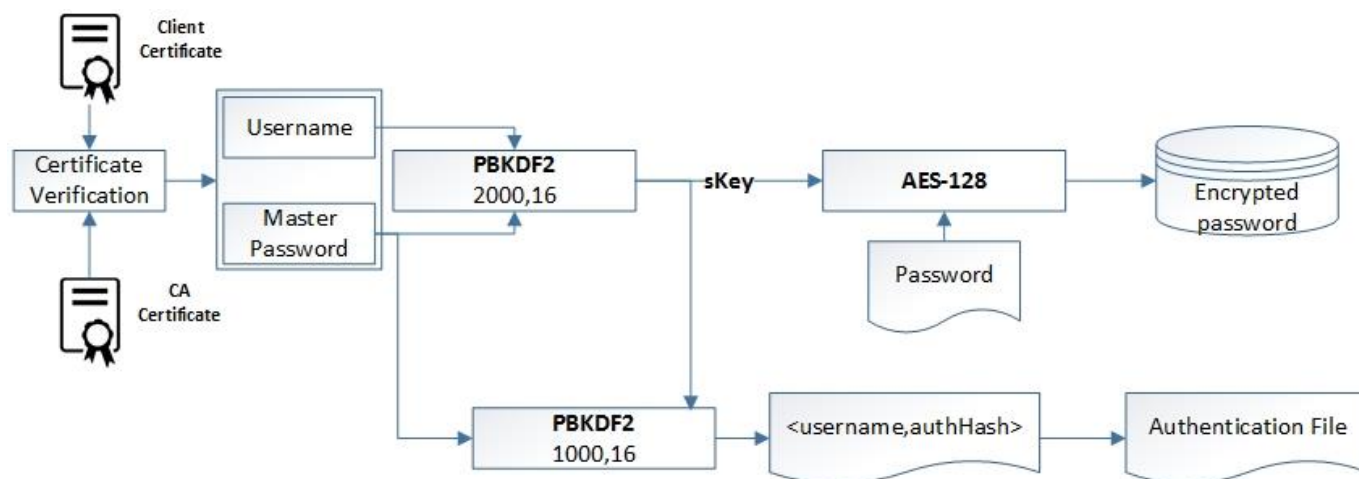 Client
Certificate
Username
Certificate
Verification
PBKDF2
2000,16
sKey
AES-128
Encrypted
password
Master
Password
Password
CA
Certificate
PBKDF2
1000,16
<username,authHash>
Authentication File